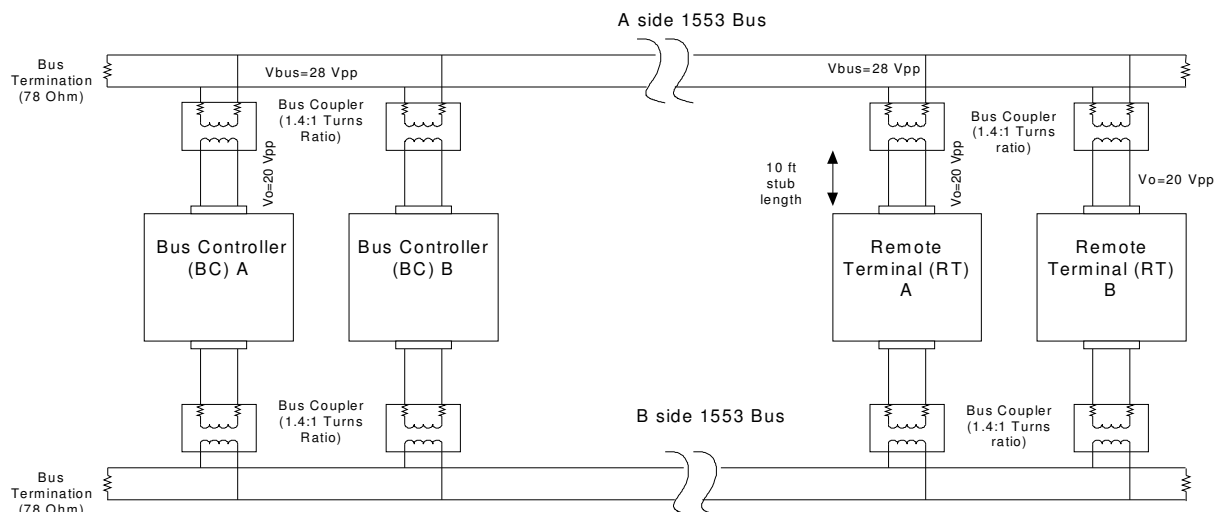 A side 1553 Bus
Bus
Termination
(78 Ohm)
Vbus=28 Vpp
Vbus=28 Vpp
Bus Coupler
(1.4:1 Turns
Ratio)
Bus Coupler
(1.4:1 Turns
ratio)
Vo=20 Vpp
10 ft
stub
length
Vo=20 Vpp
Vo=20 Vpp
Bus Controller
(BC) A
Bus Controller
(BC) B
Remote
Terminal (RT)
A
Remote
Terminal (RT)
B
Bus Coupler
(1.4:1 Turns
Ratio)
B side 1553 Bus
Bus Coupler
(1.4:1 Turns
ratio)
Bus
Termination
(78 Ohm)